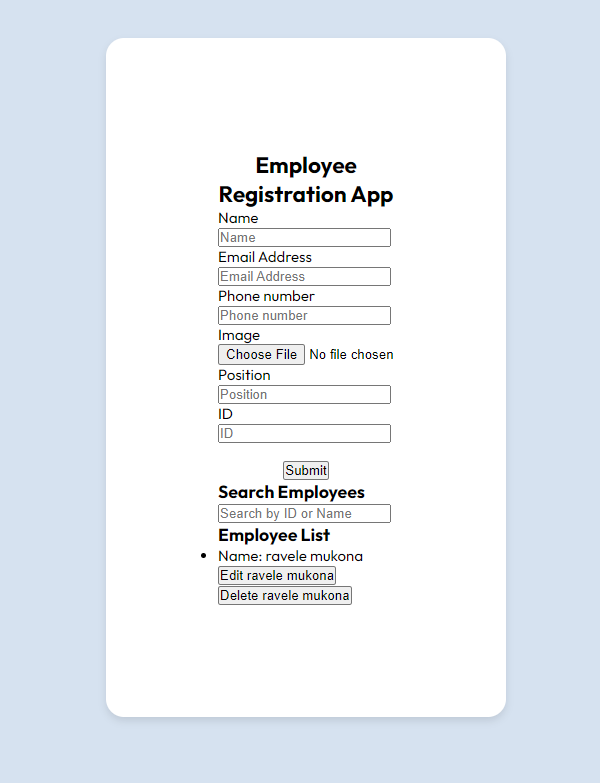 Employee
Registration App
Name
Name
Email Address
Email Address
Phone number
Phone number
Image
Choose File No file chosen
Position
Position
ID
ID
Submit
Search Employees
Search by ID or Name
Employee List
Name: ravele mukona
Edit ravele mukona
Delete ravele mukona